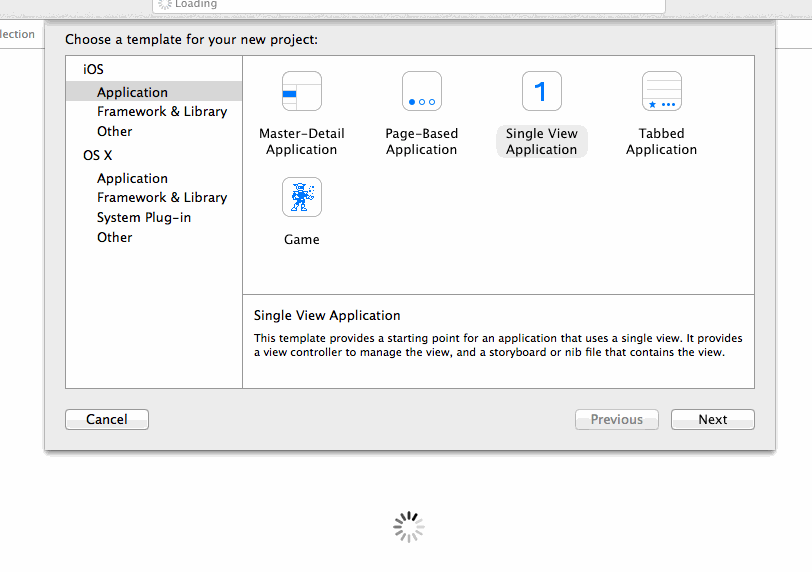 Loading
lection
Choose a template for your new project:
iOS
Application
Framework & Library
Other
OS X
Application
Framework & Library
System Plug-in
Other
Master-Detail
Application
Page-Based
Application
1
Single View
Application
Tabbed
Application
Game
Single View Application
This template provides a starting point for an application that uses a single view. It provides
a view controller to manage the view, and a storyboard or nib file that contains the view.
Cancel
Previous
Next